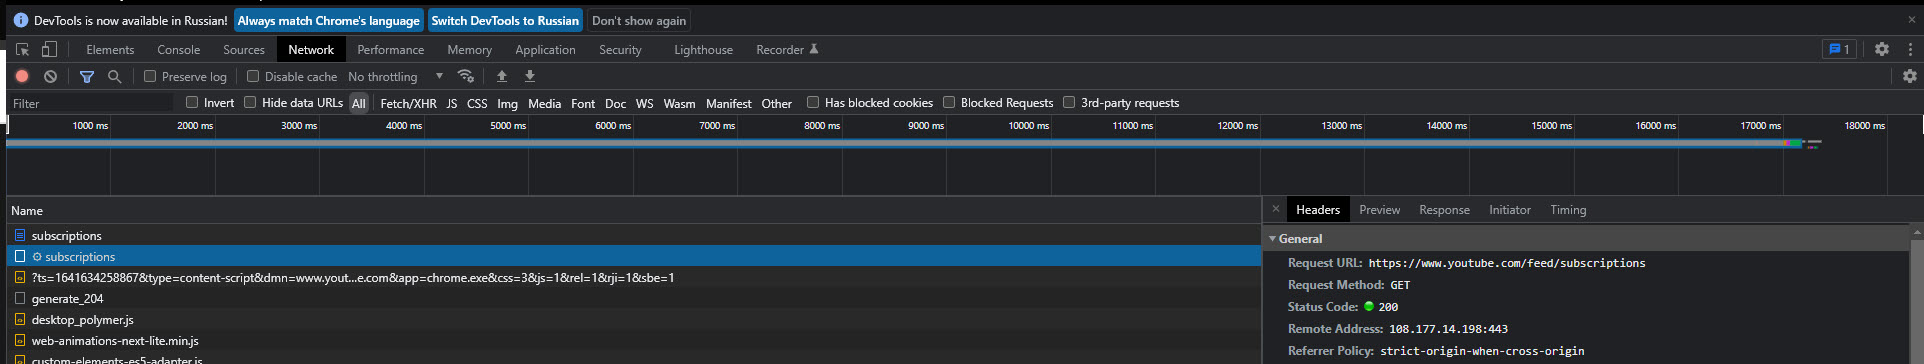 DevTools is now available in Russian! Always match Chrome's language Switch DevTools to Russian Don't show again
Elements Console Sources Network Performance Memory Application Security Lighthouse Recorder 1
Preserve log Disable cache No throttling
Filter Invert Hide data URLs All Fetch/XHR JS CSS Img Media Font Doc WS Wasm Manifest Other Has blocked cookies Blocked Requests 3rd-party requests
1000 ms 2000 ms 3000 ms 4000 ms 5000 ms 6000 ms 7000 ms 8000 ms 9000 ms 10000 ms 11000 ms 12000 ms 13000 ms 14000 ms 15000 ms 16000 ms 17000 ms 18000 ms
Name
subscriptions
subscriptions
?ts=1641634258867&type=content-script&dmn=www.yout...e.com&app=chrome.exe&css=3&js=1&rel=1&rji=1&sbe=1
generate_204
desktop_polymer.js
web-animations-next-lite.min.js
custom-elements-es5-adapter.js
Headers Preview Response Initiator Timing
General
Request URL: https://www.youtube.com/feed/subscriptions
Request Method: GET
Status Code: 200
Remote Address: 108.177.14.198:443
Referrer Policy: strict-origin-when-cross-origin